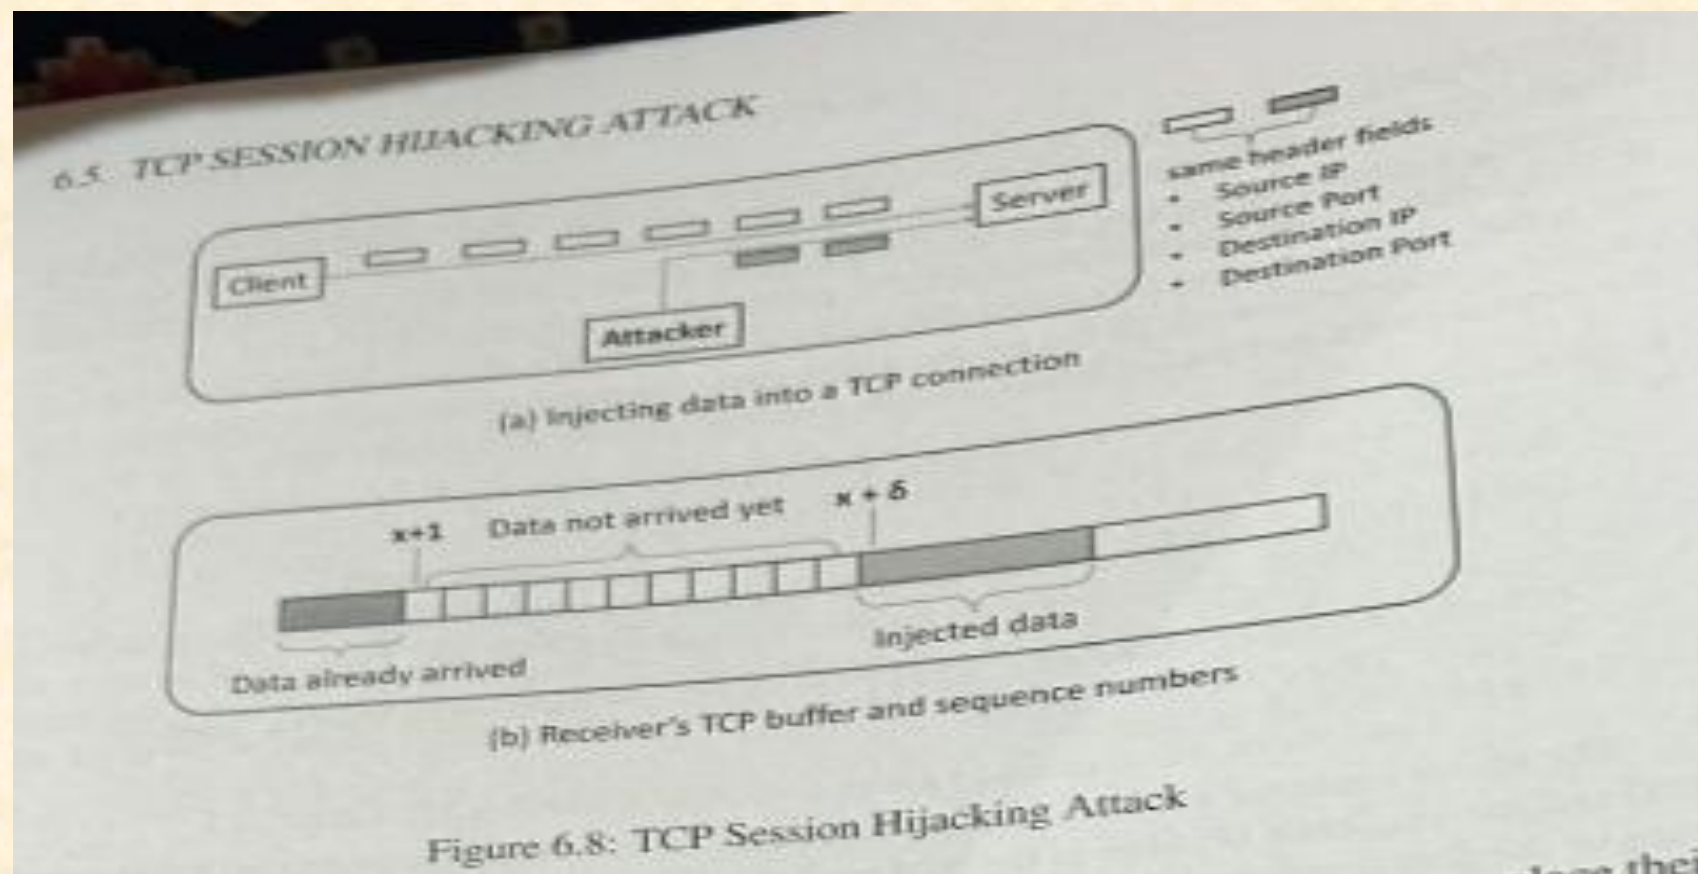 6.5. TCP SESSION HIJACKING ATTACK
Client
Server
Attacker
same header fields
• Source IP
• Source Port
• Destination IP
• Destination Port
(a) Injecting data into a TCP connection
x+1
Data not arrived yet
x + δ
Data already arrived
Injected data
(b) Receiver's TCP buffer and sequence numbers
Figure 6.8: TCP Session Hijacking Attack